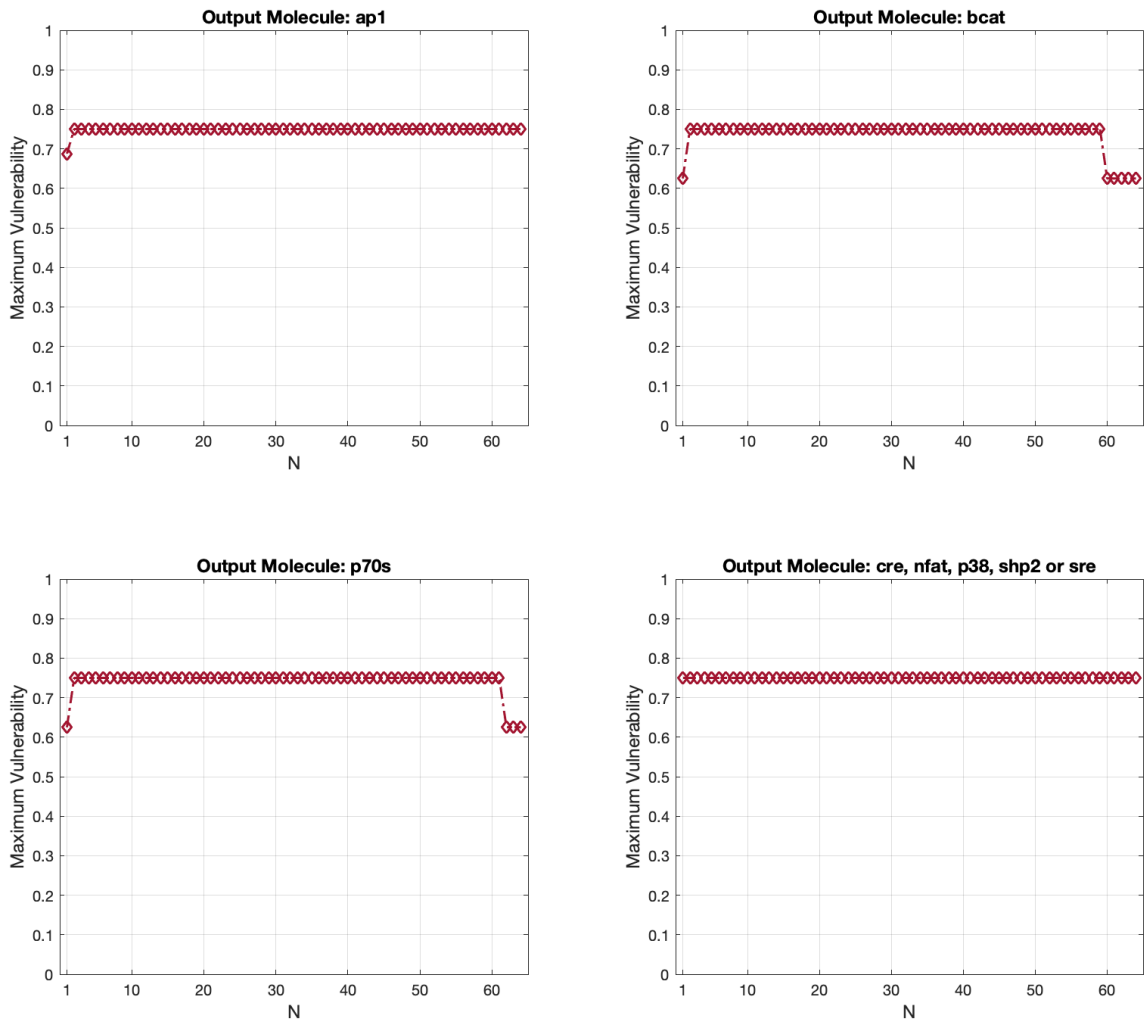 Output Molecule: ap1
1
0.9
0.8
0.7
0.6
0.5
0.4
0.3
0.2
0.1
0
Maximum Vulnerability
1 10 20 30 40 50 60
N
Output Molecule: bcat
1
0.9
0.8
0.7
0.6
0.5
0.4
0.3
0.2
0.1
0
Maximum Vulnerability
1 10 20 30 40 50 60
N
Output Molecule: p70s
1
0.9
0.8
0.7
0.6
0.5
0.4
0.3
0.2
0.1
0
Maximum Vulnerability
1 10 20 30 40 50 60
N
Output Molecule: cre, nfat, p38, shp2 or sre
1
0.9
0.8
0.7
0.6
0.5
0.4
0.3
0.2
0.1
0
Maximum Vulnerability
1 10 20 30 40 50 60
N